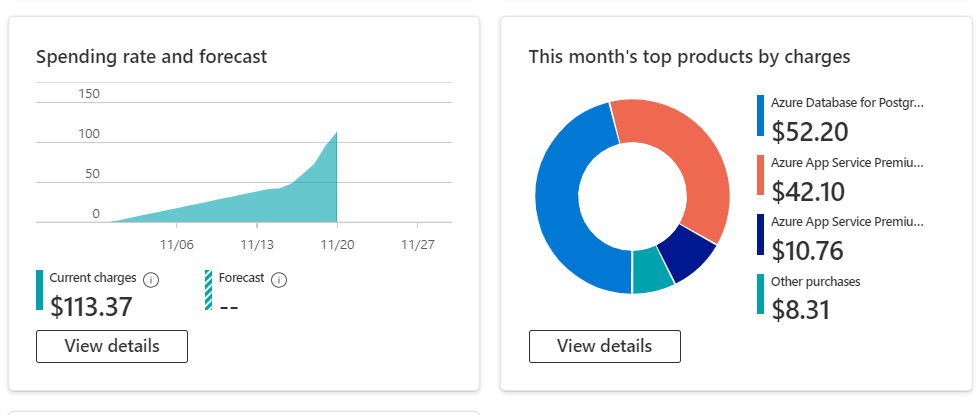 Spending rate and forecast
150
100
50
0
11/06 11/13 11/20 11/27
Current charges
$113.37
Forecast
--
View details
This month's top products by charges
Azure Database for Postgr...
$52.20
Azure App Service Premiu...
$42.10
Azure App Service Premiu...
$10.76
Other purchases
$8.31
View details